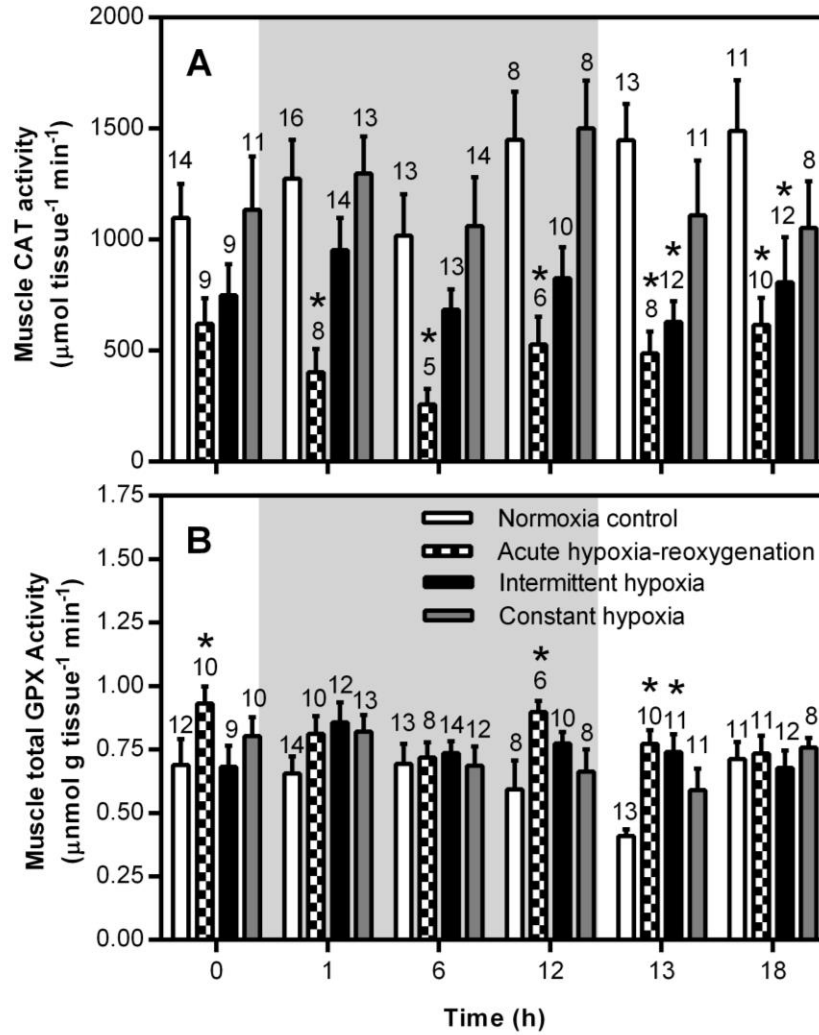 A
Muscle CAT activity
(μmol tissue⁻¹ min⁻¹)
2000
1500
1000
500
0
14 9 9 11
16 * 8 14 13
13 * 5 13 14
8 * 6 10 8
13 * 8 * 12 11
11 * 10 * 12 8
B
Normoxia control
Acute hypoxia-reoxygenation
Intermittent hypoxia
Constant hypoxia
Muscle total GPX Activity
(μnmol g tissue⁻¹ min⁻¹)
1.75
1.50
1.25
1.00
0.75
0.50
0.25
0.00
12 * 10 9 10
14 10 12 13
13 8 14 12
8 * 6 10 8
13 * 10 * 11 11
11 11 12 8
0 1 6 12 13 18
Time (h)